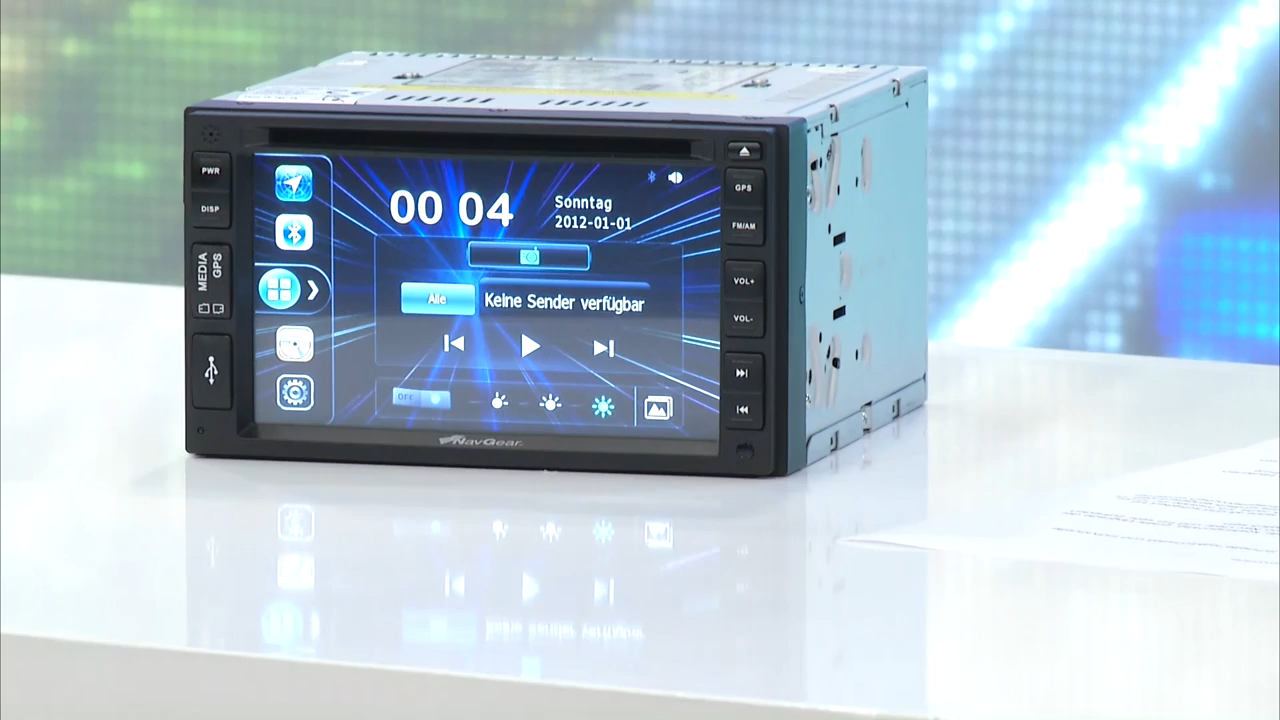 PWR
DISP
MEDIA
GPS
00 04
Sonntag
2012-01-01
Alle
Keine Sender verfügbar
OFF
NavGear
GPS
FM/AM
VOL+
VOL-